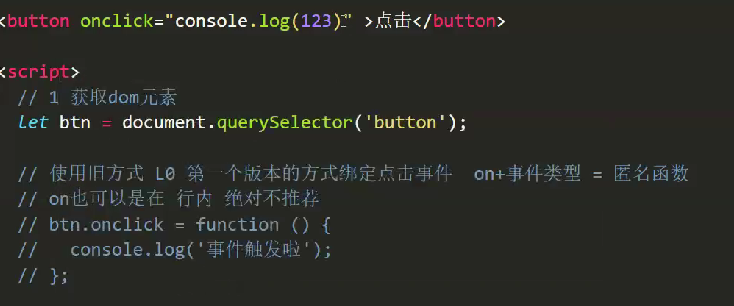 <button onclick="console.log(123)" >点击</button>
<script>
// 1 获取dom元素
let btn = document.querySelector('button');
// 使用旧方式 L0 第一个版本的方式绑定点击事件  on+事件类型 = 匿名函数
// on也可以是在 行内 绝对不推荐
// btn.onclick = function () {
//   console.log('事件触发啦');
// };